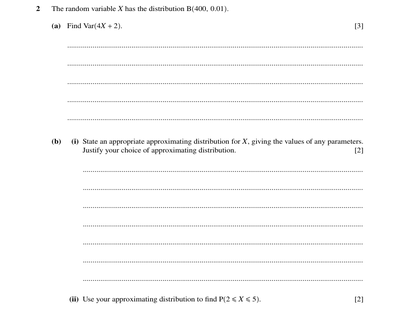 2 The random variable X has the distribution B(400, 0.01).
(a) Find Var(4X + 2). [3]
(b) (i) State an appropriate approximating distribution for X, giving the values of any parameters.
Justify your choice of approximating distribution. [2]
(ii) Use your approximating distribution to find P(2 ⩽ X ⩽ 5). [2]